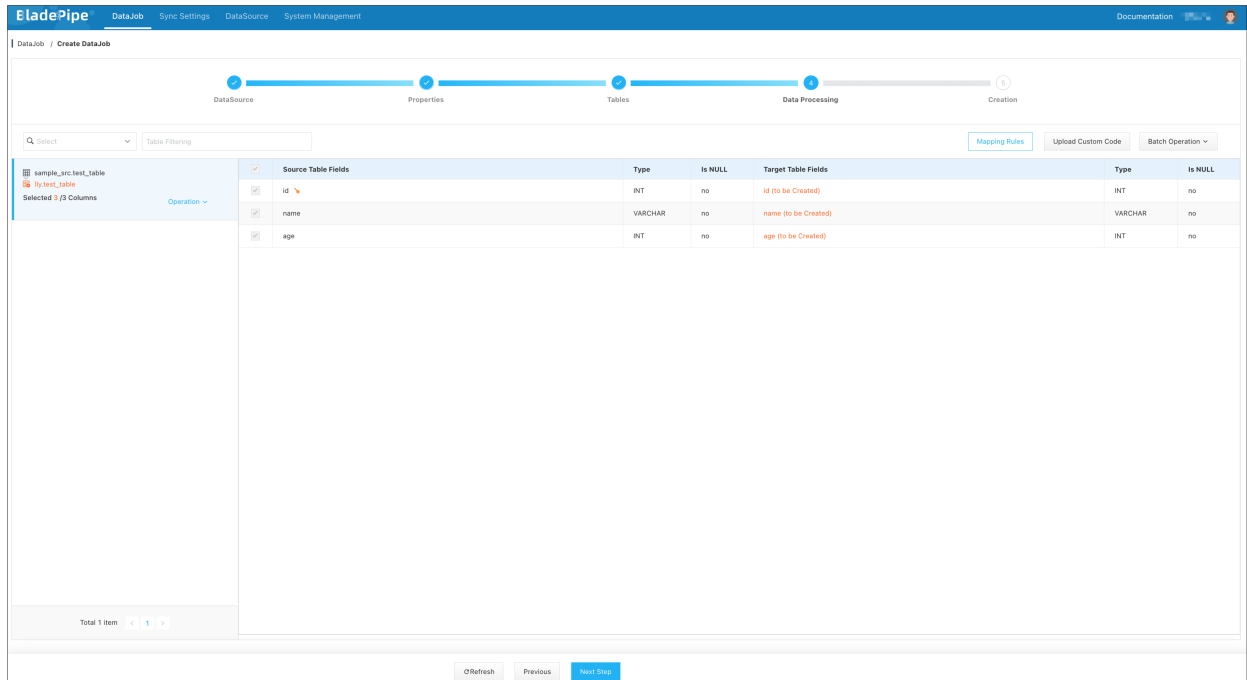 BladePipe DataJob Sync Settings DataSource System Management Documentation
DataJob / Create DataJob
4 5
DataSource Properties Tables Data Processing Creation
Select Table Filtering Mapping Rules Upload Custom Code Batch Operation
sample_src.test_table
lly.test_table
Selected 3 /3 Columns
Operation
Source Table Fields Type Is NULL Target Table Fields Type Is NULL
id INT no id (to be Created) INT no
name VARCHAR no name (to be Created) VARCHAR no
age INT no age (to be Created) INT no
Total 1 item < 1 >
Refresh Previous Next Step